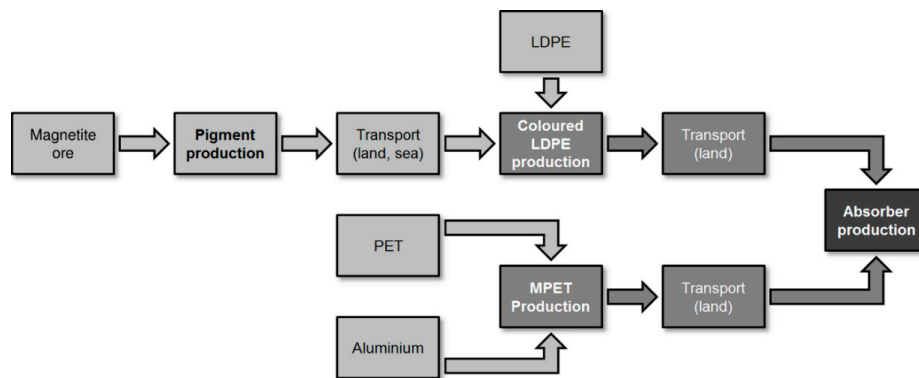 LDPE
Magnetite
ore
Pigment
production
Transport
(land, sea)
Coloured
LDPE
production
Transport
(land)
Absorber
production
PET
MPET
Production
Transport
(land)
Aluminium